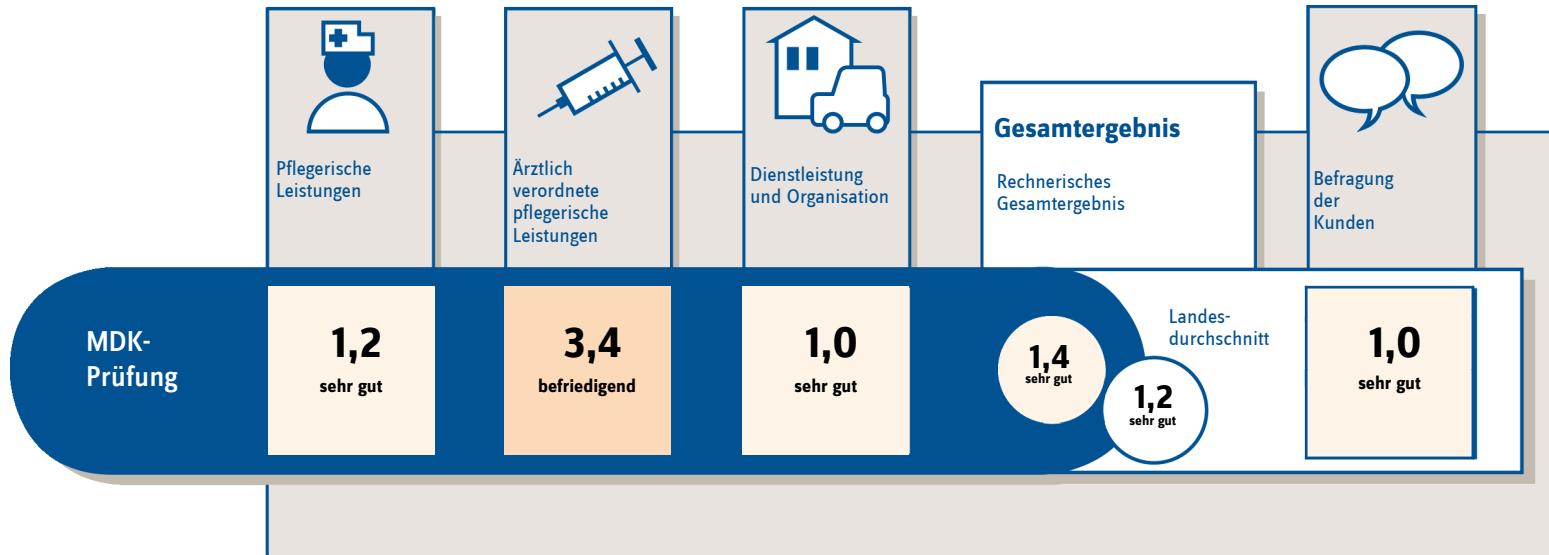 Pflegerische
Leistungen
Ärztlich
verordnete
pflegerische
Leistungen
Dienstleistung
und Organisation
Gesamtergebnis
Rechnerisches
Gesamtergebnis
Befragung
der
Kunden
MDK-
Prüfung
1,2
sehr gut
3,4
befriedigend
1,0
sehr gut
1,4
sehr gut
Landes-
durchschnitt
1,2
sehr gut
1,0
sehr gut